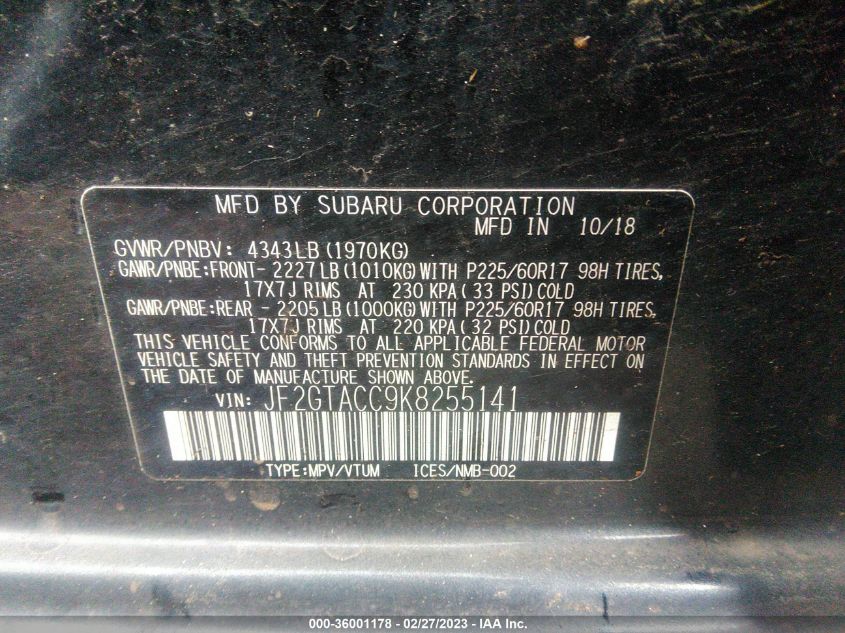 MFD BY SUBARU CORPORATION
MFD IN 10/18
GVWR/PNBV: 4343LB (1970KG)
GAWR/PNBE:FRONT- 2227 LB (1010KG) WITH P225/60R17 98H TIRES,
17X7J RIMS AT 230 KPA ( 33 PSI) COLD
GAWR/PNBE:REAR - 2205 LB (1000KG) WITH P225/60R17 98H TIRES,
17X7J RIMS AT 220 KPA ( 32 PSI) COLD
THIS VEHICLE CONFORMS TO ALL APPLICABLE FEDERAL MOTOR
VEHICLE SAFETY AND THEFT PREVENTION STANDARDS IN EFFECT ON
THE DATE OF MANUFACTURE SHOWN ABOVE.
VIN: JF2GTACC9K8255141
TYPE:MPV/VTUM ICES/NMB-002
000-36001178 - 02/27/2023 - IAA Inc.